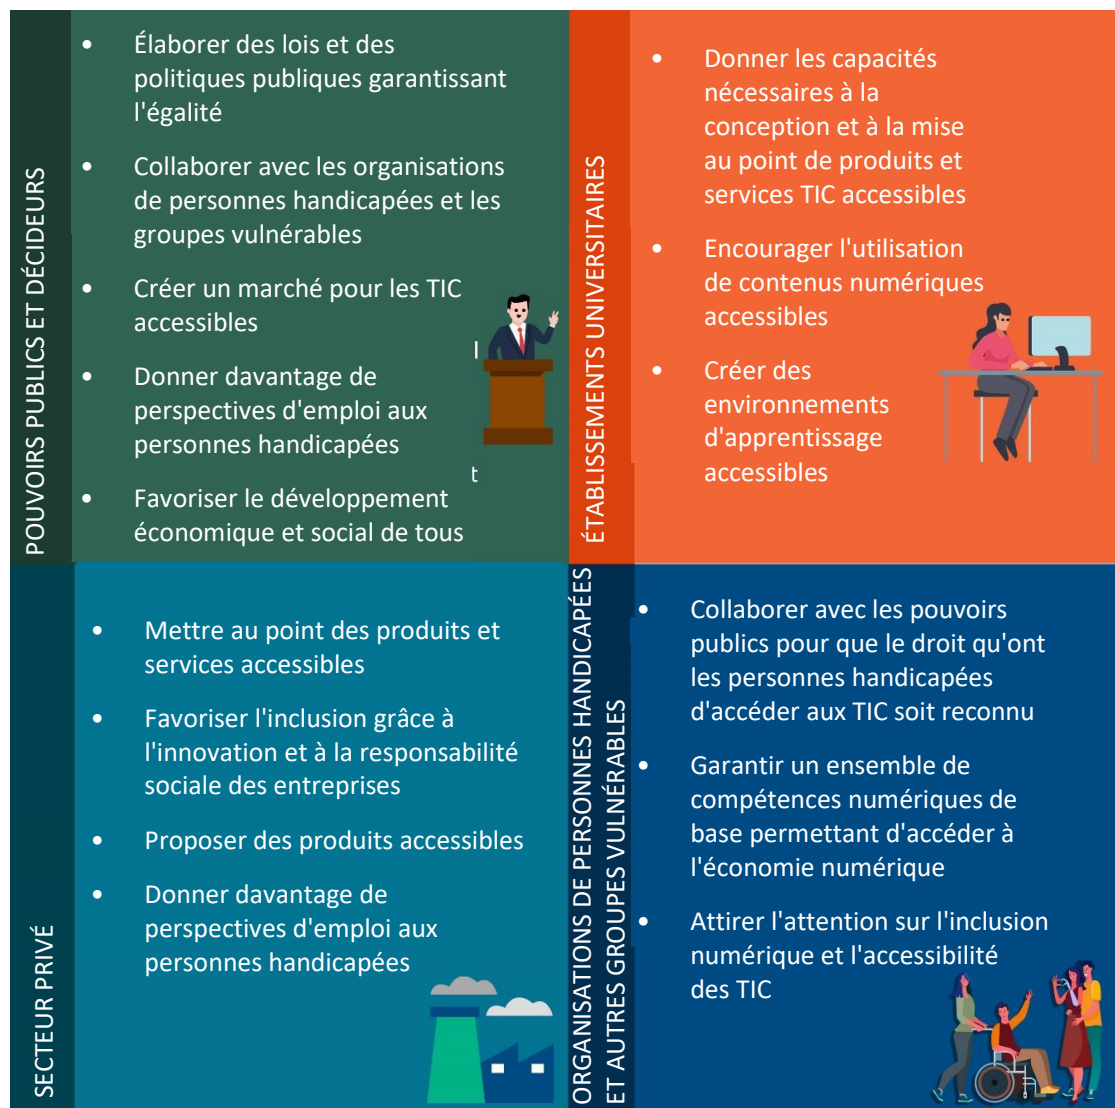 POUVOIRS PUBLICS ET DÉCIDEURS
• Élaborer des lois et des
politiques publiques garantissant
l'égalité
• Collaborer avec les organisations
de personnes handicapées et les
groupes vulnérables
• Créer un marché pour les TIC
accessibles
l
• Donner davantage de
perspectives d'emploi aux
personnes handicapées
t
• Favoriser le développement
économique et social de tous
ÉTABLISSEMENTS UNIVERSITAIRES
• Donner les capacités
nécessaires à la
conception et à la mise
au point de produits et
services TIC accessibles
• Encourager l'utilisation
de contenus numériques
accessibles
• Créer des
environnements
d'apprentissage
accessibles
SECTEUR PRIVÉ
• Mettre au point des produits et
services accessibles
• Favoriser l'inclusion grâce à
l'innovation et à la responsabilité
sociale des entreprises
• Proposer des produits accessibles
• Donner davantage de
perspectives d'emploi aux
personnes handicapées
ORGANISATIONS DE PERSONNES HANDICAPÉES
ET AUTRES GROUPES VULNÉRABLES
• Collaborer avec les pouvoirs
publics pour que le droit qu'ont
les personnes handicapées
d'accéder aux TIC soit reconnu
• Garantir un ensemble de
compétences numériques de
base permettant d'accéder à
l'économie numérique
• Attirer l'attention sur l'inclusion
numérique et l'accessibilité
des TIC